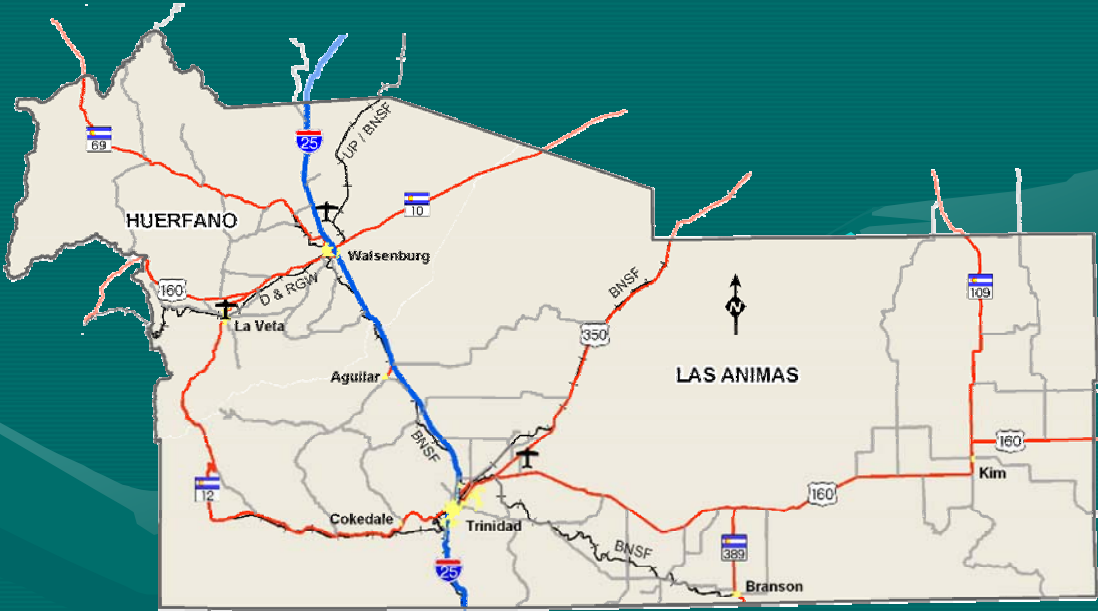 69
25
UP / BNSF
10
HUERFANO
Walsenburg
160
D & RGW
La Veta
BNSF
109
350
N
LAS ANIMAS
Aguilar
BNSF
160
Kim
12
160
Cokedale
Trinidad
BNSF
389
25
Branson